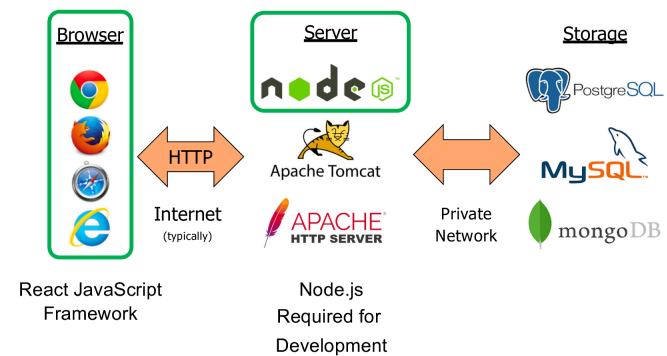 Browser
Server
Storage
node
JS
PostgreSQL
HTTP
Apache Tomcat
MySQL
Internet
(typically)
APACHE
HTTP SERVER
Private
Network
mongoDB
React JavaScript
Framework
Node.js
Required for
Development